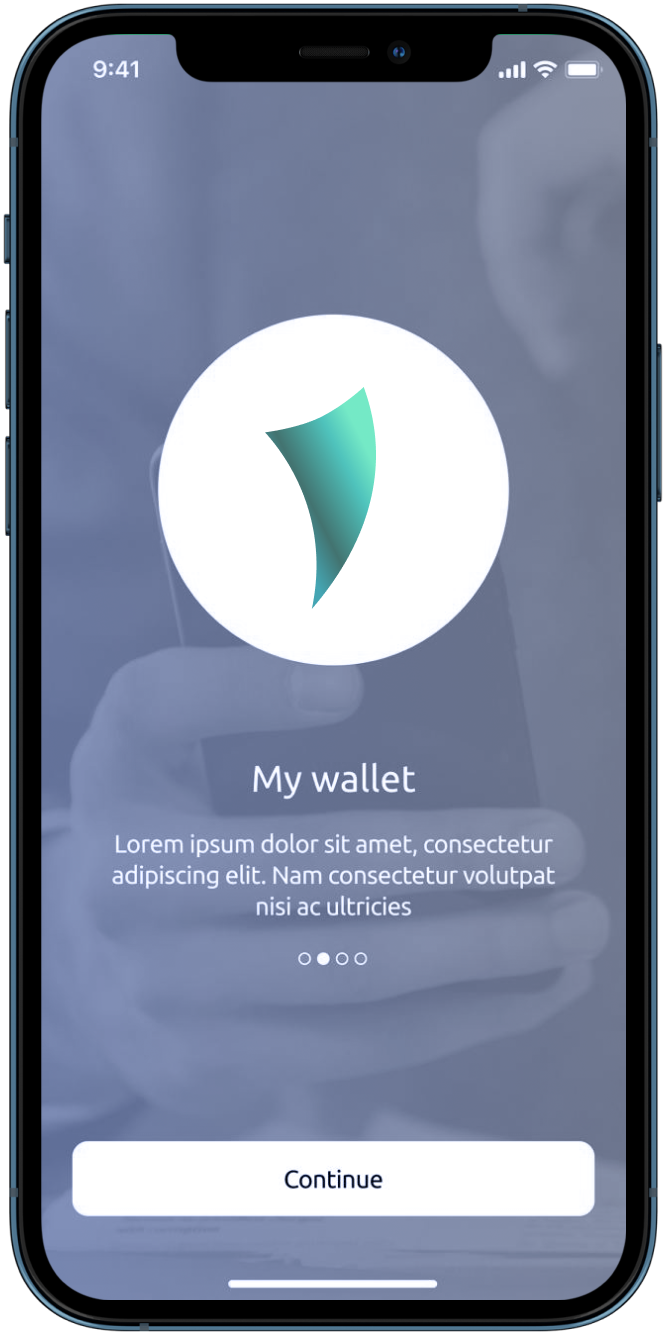 9:41
My wallet
Lorem ipsum dolor sit amet, consectetur
adipiscing elit. Nam consectetur volutpat
nisi ac ultricies
Continue